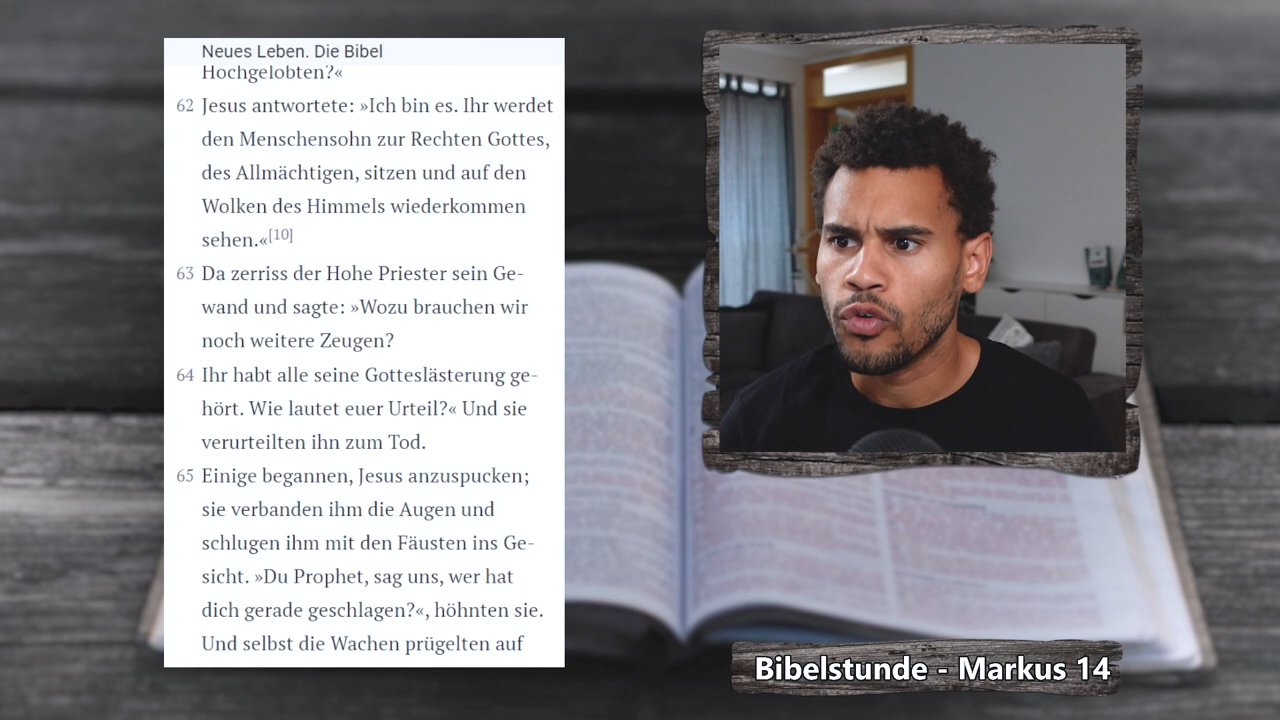 Neues Leben. Die Bibel
Hochgelobten?«
62 Jesus antwortete: »Ich bin es. Ihr werdet
den Menschensohn zur Rechten Gottes,
des Allmächtigen, sitzen und auf den
Wolken des Himmels wiederkommen
sehen.«[10]
63 Da zerriss der Hohe Priester sein Ge-
wand und sagte: »Wozu brauchen wir
noch weitere Zeugen?
64 Ihr habt alle seine Gotteslästerung ge-
hört. Wie lautet euer Urteil?« Und sie
verurteilten ihn zum Tod.
65 Einige begannen, Jesus anzuspucken;
sie verbanden ihm die Augen und
schlugen ihm mit den Fäusten ins Ge-
sicht. »Du Prophet, sag uns, wer hat
dich gerade geschlagen?«, höhnten sie.
Und selbst die Wachen prügelten auf
Bibelstunde - Markus 14